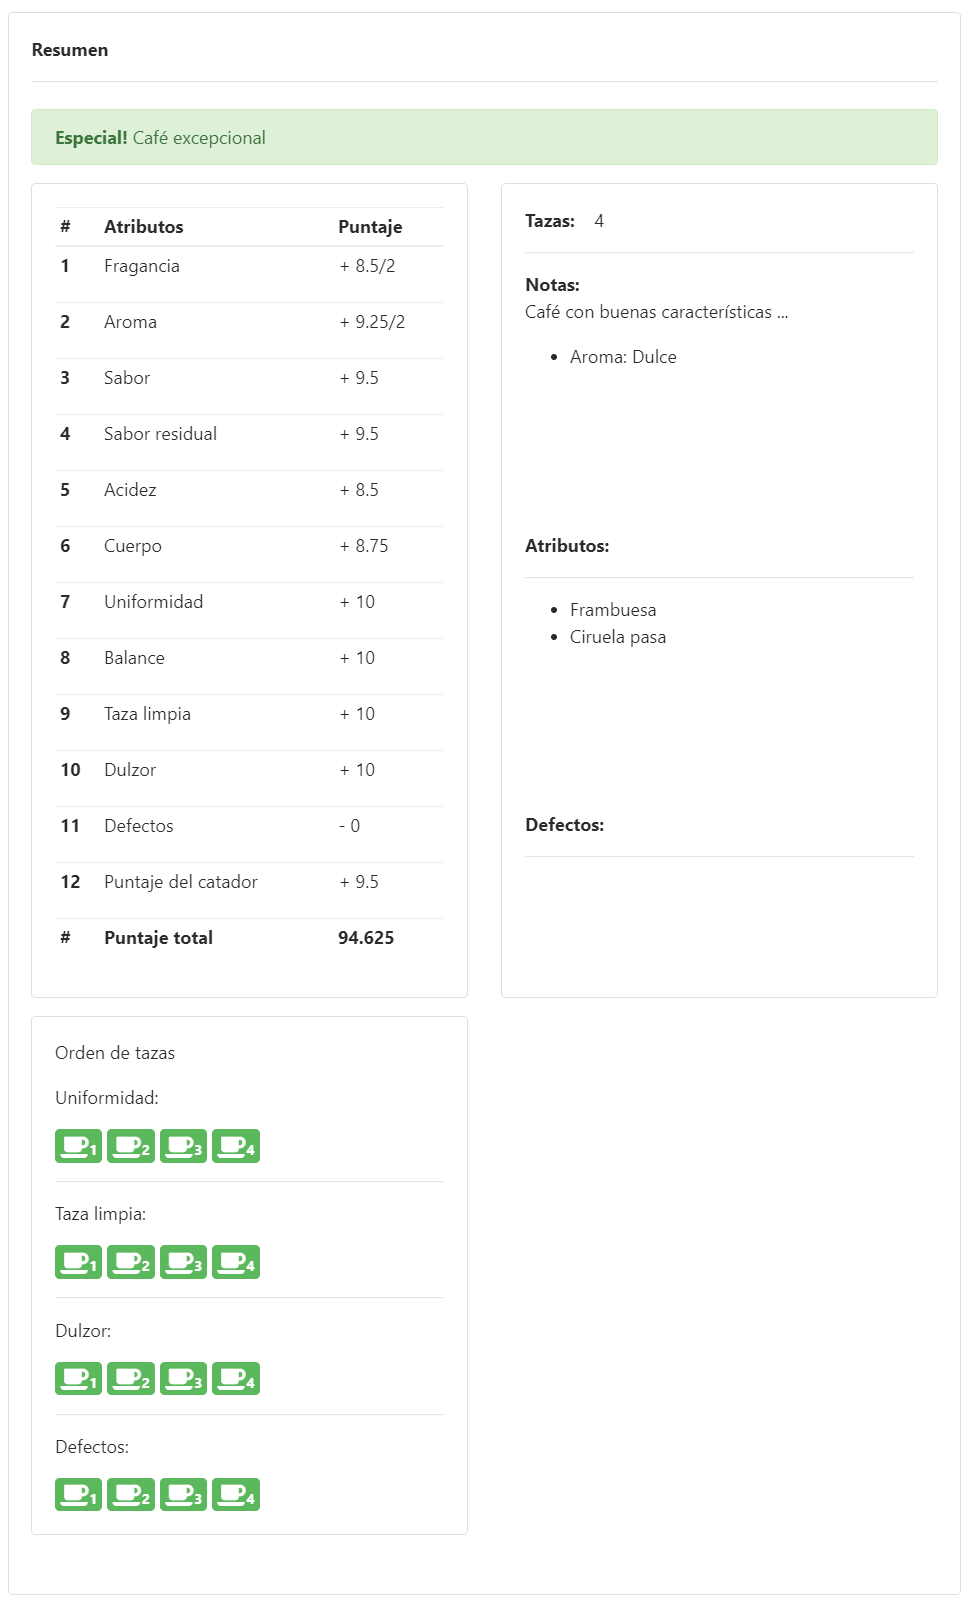 Resumen
Especial! Café excepcional
# Atributos Puntaje
1 Fragancia + 8.5/2
2 Aroma + 9.25/2
3 Sabor + 9.5
4 Sabor residual + 9.5
5 Acidez + 8.5
6 Cuerpo + 8.75
7 Uniformidad + 10
8 Balance + 10
9 Taza limpia + 10
10 Dulzor + 10
11 Defectos - 0
12 Puntaje del catador + 9.5
# Puntaje total 94.625
Tazas: 4
Notas:
Café con buenas características ...
• Aroma: Dulce
Atributos:
• Frambuesa
• Ciruela pasa
Defectos:
Orden de tazas
Uniformidad:
1 2 3 4
Taza limpia:
1 2 3 4
Dulzor:
1 2 3 4
Defectos:
1 2 3 4